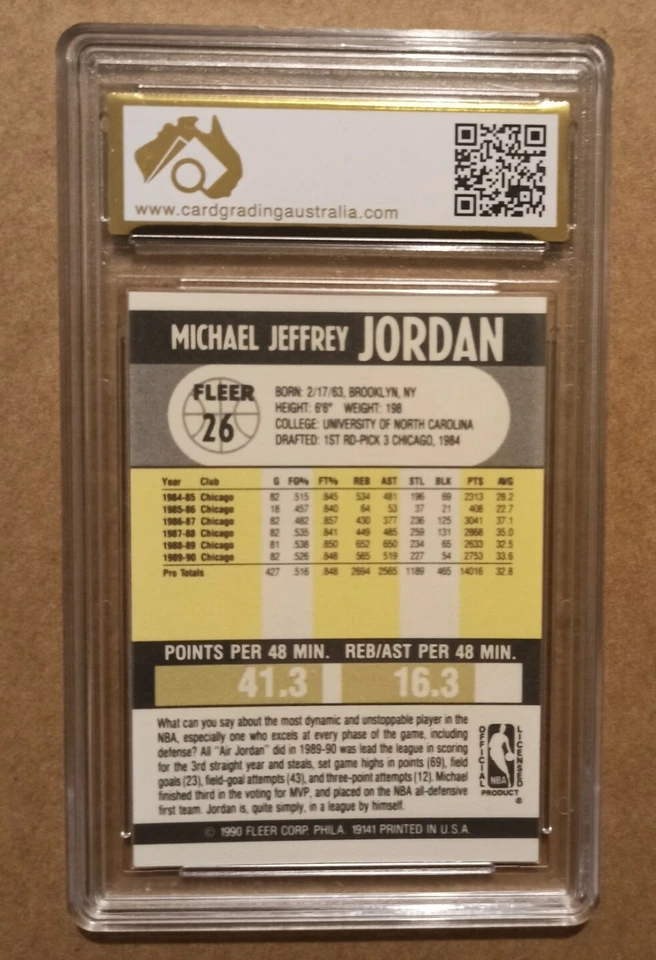 www.cardgradingaustralia.com
MICHAEL JEFFREY JORDAN
FLEER
26
BORN: 2/17/63, BROOKLYN, NY
HEIGHT: 6'6" WEIGHT: 198
COLLEGE: UNIVERSITY OF NORTH CAROLINA
DRAFTED: 1ST RD-PICK 3 CHICAGO, 1984
Year Club G FG% FT% REB AST STL BLK PTS AVG
1984-85 Chicago 82 .515 .845 534 481 196 69 2313 28.2
1985-86 Chicago 18 .457 .840 64 53 37 21 408 22.7
1986-87 Chicago 82 .482 .857 430 377 236 125 3041 37.1
1987-88 Chicago 82 .535 .841 449 485 259 131 2868 35.0
1988-89 Chicago 81 .538 .850 652 650 234 65 2633 32.5
1989-90 Chicago 82 .526 .848 565 519 227 54 2753 33.6
Pro Totals 427 .516 .848 2694 2565 1189 465 14016 32.8
POINTS PER 48 MIN. REB/AST PER 48 MIN.
41.3 16.3
What can you say about the most dynamic and unstoppable player in the
NBA, especially one who excels at every phase of the game, including
defense? All "Air Jordan" did in 1989-90 was lead the league in scoring
for the 3rd straight year and steals, set game highs in points (69), field
goals (23), field-goal attempts (43), and three-point attempts (12). Michael
finished third in the voting for MVP, and placed on the NBA all-defensive
first team. Jordan is, quite simply, in a league by himself.
OFFICIAL
LICENSED
NBA
PRODUCT
®
© 1990 FLEER CORP. PHILA. 19141 PRINTED IN U.S.A.